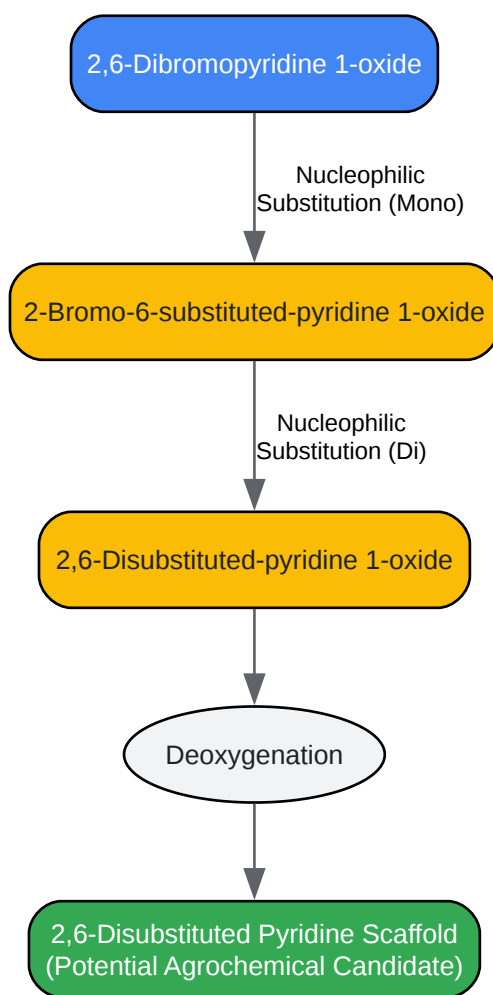 2,6-Dibromopyridine 1-oxide
Nucleophilic
Substitution (Mono)
2-Bromo-6-substituted-pyridine 1-oxide
Nucleophilic
Substitution (Di)
2,6-Disubstituted-pyridine 1-oxide
Deoxygenation
2,6-Disubstituted Pyridine Scaffold
(Potential Agrochemical Candidate)